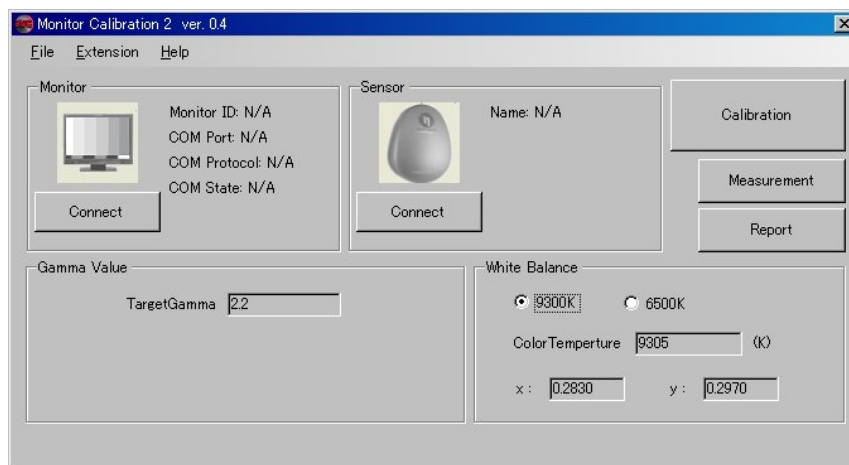 Monitor Calibration 2 ver. 0.4
File Extension Help
Monitor
Monitor ID: N/A
COM Port: N/A
COM Protocol: N/A
COM State: N/A
Connect
Sensor
Name: N/A
Connect
Calibration
Measurement
Report
Gamma Value
TargetGamma 2.2
White Balance
9300K 6500K
ColorTemperture 9305 (K)
x : 0.2830 y : 0.2970